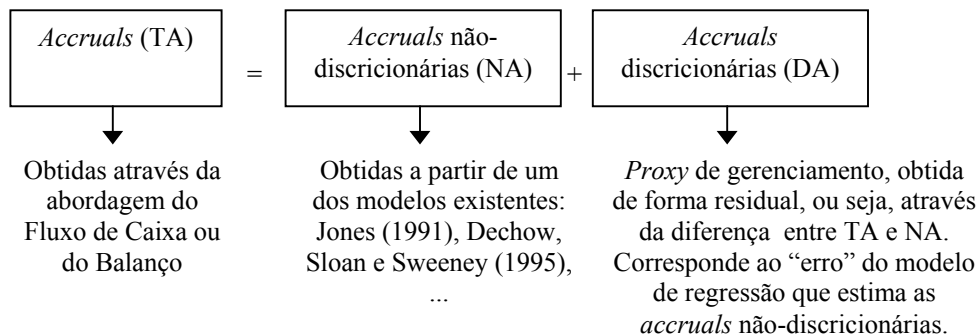 Accruals (TA)
=
Accruals não-
discricionárias (NA)
+
Accruals
discricionárias (DA)
Obtidas através da
abordagem do
Fluxo de Caixa ou
do Balanço
Obtidas a partir de um
dos modelos existentes:
Jones (1991), Dechow,
Sloan e Sweeney (1995),
...
Proxy de gerenciamento, obtida
de forma residual, ou seja, através
da diferença entre TA e NA.
Corresponde ao “erro” do modelo
de regressão que estima as
accruals não-discricionárias.